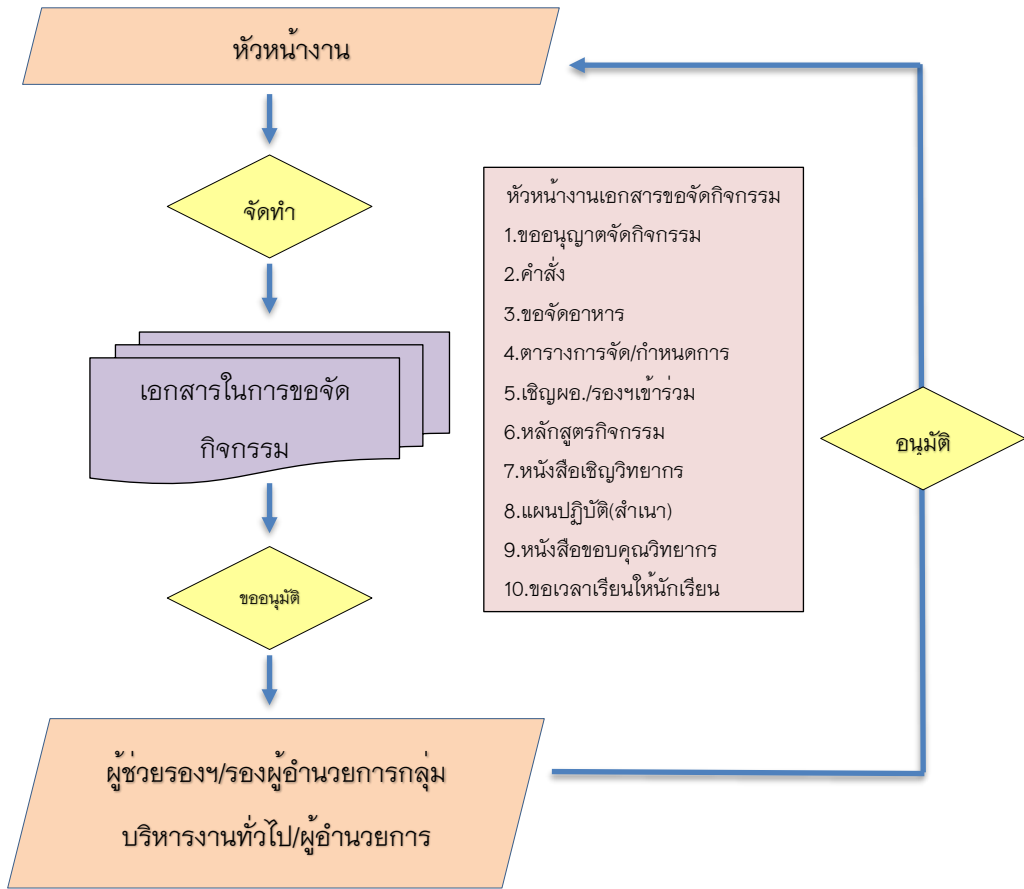 หัวหน้างาน
จัดทำ
เอกสารในการขอจัด
กิจกรรม
ขออนุมัติ
ผู้ช่วยรองฯ/รองผู้อำนวยการกลุ่ม
บริหารงานทั่วไป/ผู้อำนวยการ
หัวหน้างานเอกสารขอจัดกิจกรรม
1.ขออนุญาตจัดกิจกรรม
2.คำสั่ง
3.ขอจัดอาหาร
4.ตารางการจัด/กำหนดการ
5.เชิญผอ./รองฯเข้าร่วม
6.หลักสูตรกิจกรรม
7.หนังสือเชิญวิทยากร
8.แผนปฏิบัติ(สำเนา)
9.หนังสือขอบคุณวิทยากร
10.ขอเวลาเรียนให้นักเรียน
อนุมัติ